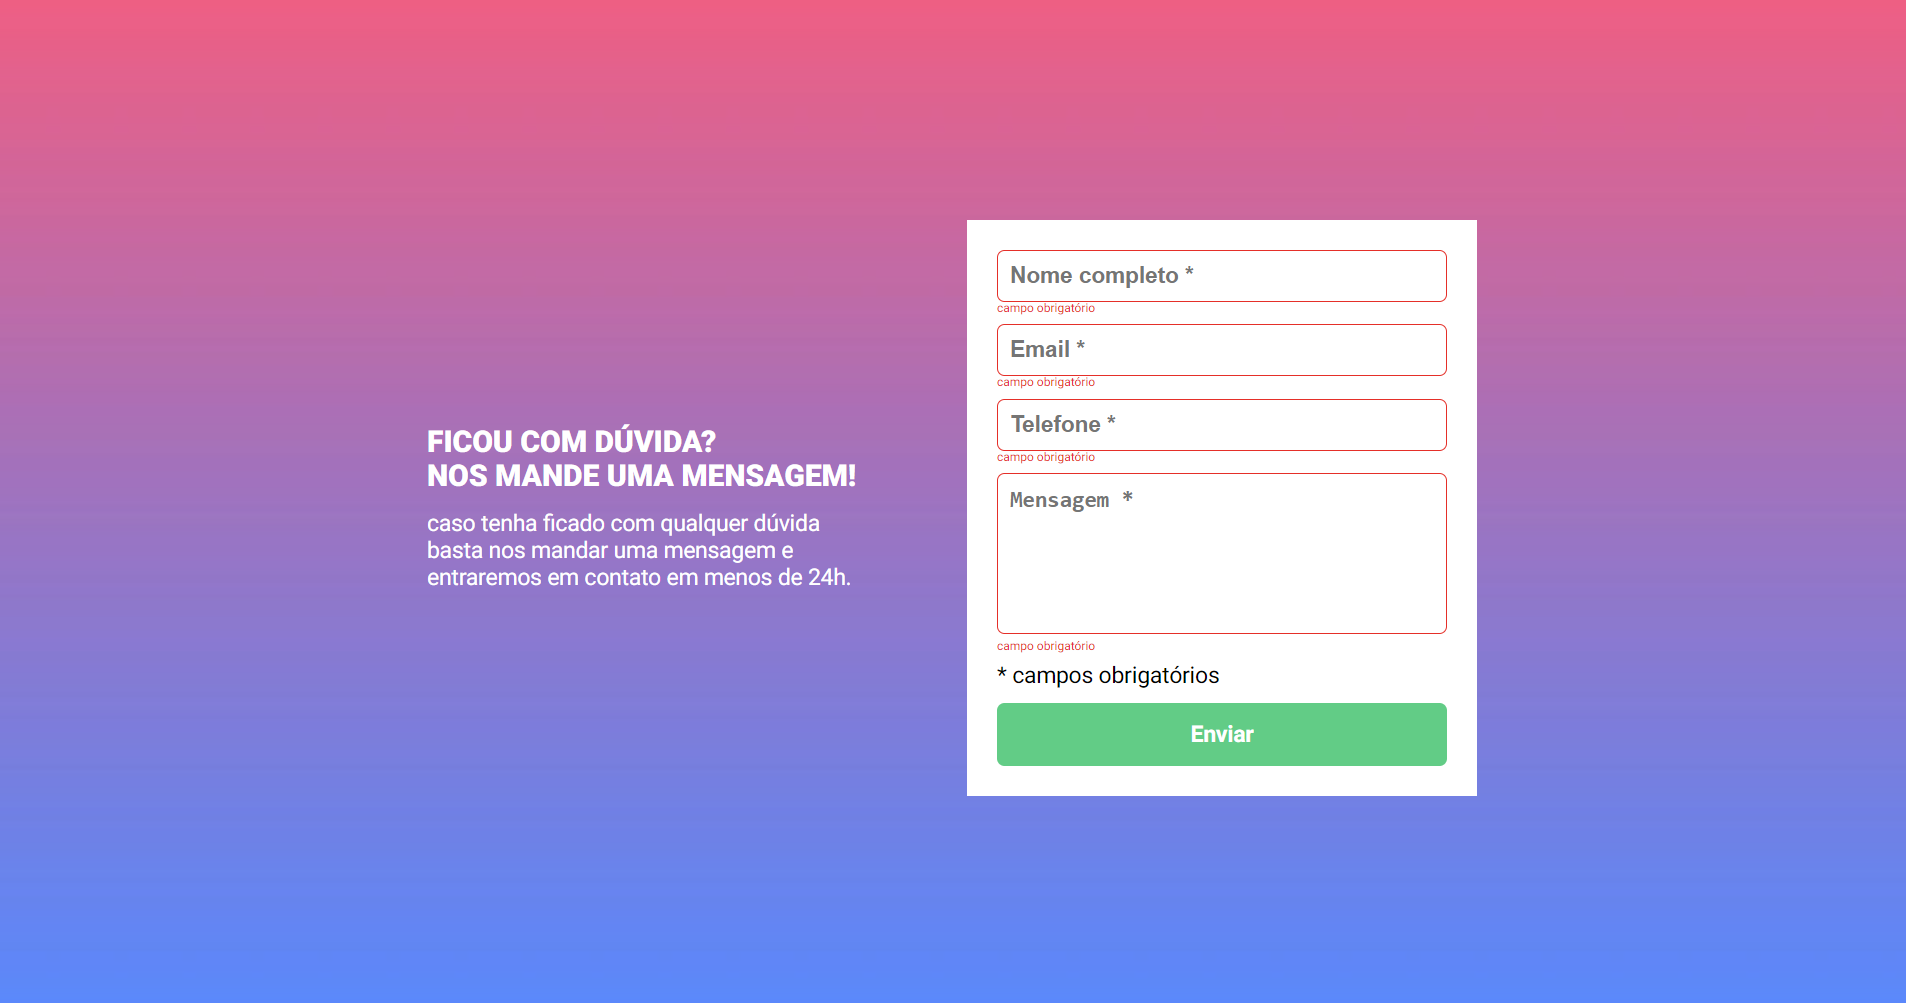 FICOU COM DÚVIDA?
NOS MANDE UMA MENSAGEM!
caso tenha ficado com qualquer dúvida
basta nos mandar uma mensagem e
entraremos em contato em menos de 24h.
Nome completo *
campo obrigatório
Email *
campo obrigatório
Telefone *
campo obrigatório
Mensagem *
campo obrigatório
* campos obrigatórios
Enviar